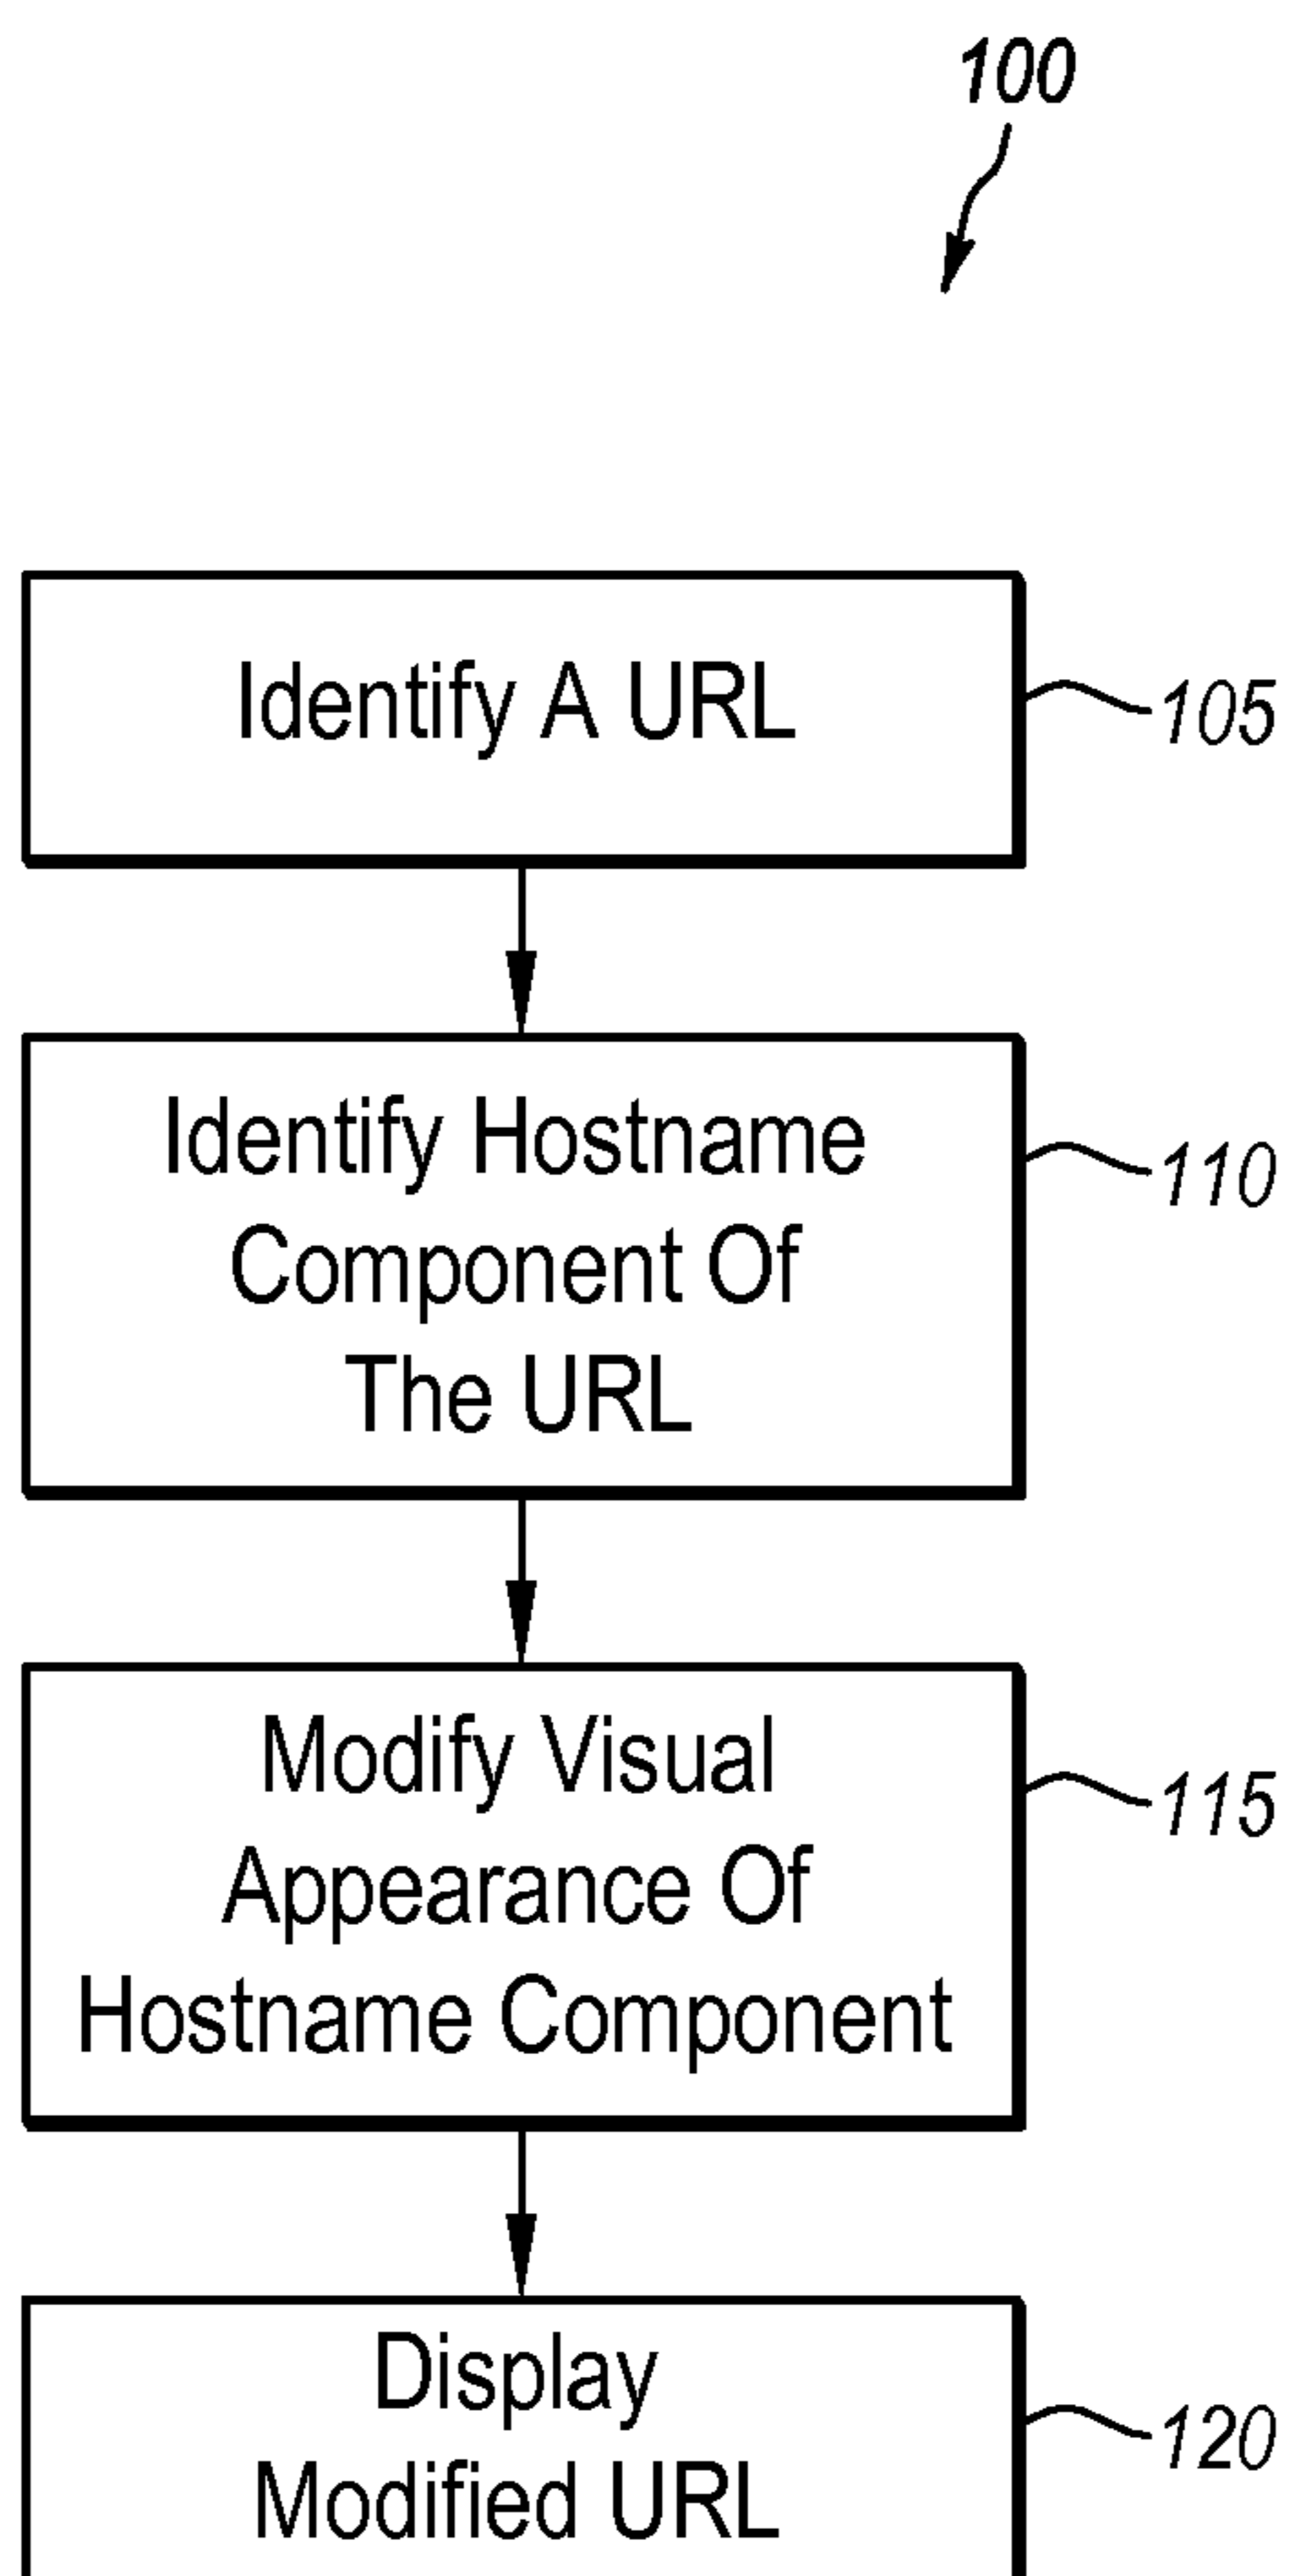 100
Identify A URL
105
Identify Hostname
Component Of
The URL
110
Modify Visual
Appearance Of
Hostname Component
115
Display
Modified URL
120